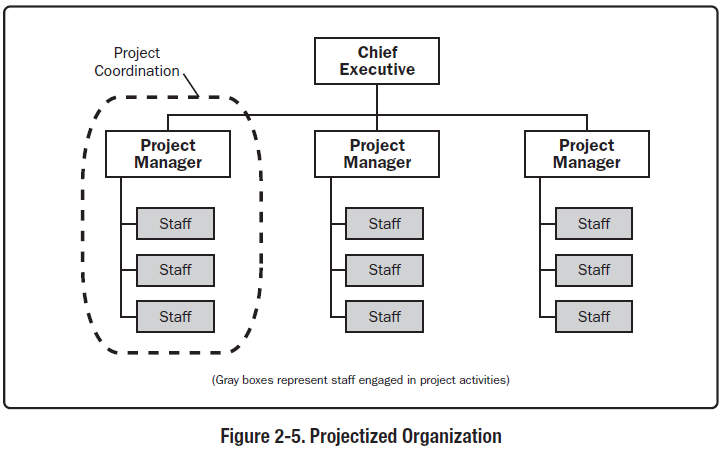 Project
Coordination
Chief
Executive
Project
Manager
Project
Manager
Project
Manager
Staff
Staff
Staff
Staff
Staff
Staff
Staff
Staff
Staff
(Gray boxes represent staff engaged in project activities)
Figure 2-5. Projectized Organization